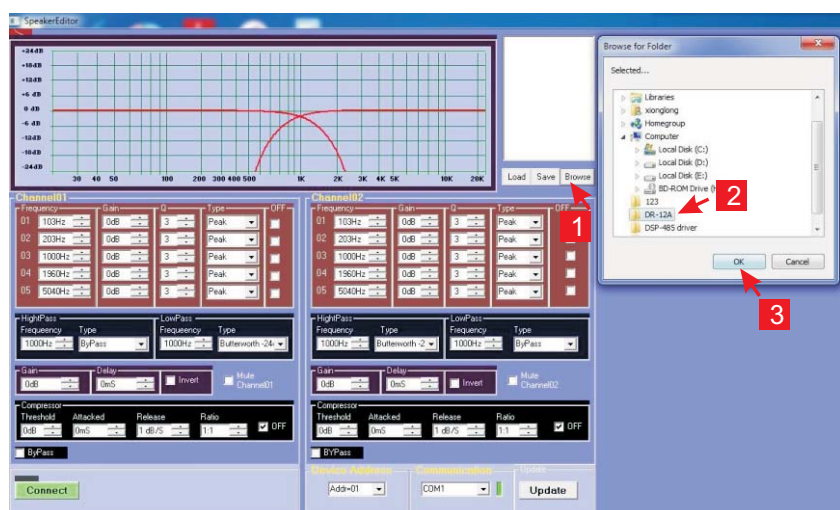 SpeakerEditor
+24dB
+18dB
+12dB
+6 dB
0 dB
-6 dB
-12dB
-18dB
-24dB
30 40 50 100 200 300 400 500 1K 2K 3K 4K 5K 10K 20K
Load Save Browse
1
Browse for Folder
Selected...
Libraries
xionglong
Homegroup
Computer
Local Disk (C:)
Local Disk (D:)
Local Disk (E:)
BD-ROM Drive
123
DR-12A
DSP-485 driver
2
OK Cancel
3
Channel01
Frequency Gain Q Type OFF
01 103Hz 0dB 3 Peak
02 203Hz 0dB 3 Peak
03 1000Hz 0dB 3 Peak
04 1960Hz 0dB 3 Peak
05 5040Hz 0dB 3 Peak
HightPass LowPass
Frequeency Type Frequeency Type
1000Hz ByPass 1000Hz Butterworth -24
Gain Delay
0dB 0mS Invert Mute Channel01
Compressor
Threshold Attacked Release Ratio
0dB 0mS 1 dB/S 1:1 OFF
ByPass
Channel02
Frequency Gain Q Type OFF
01 103Hz 0dB 3 Peak
02 203Hz 0dB 3 Peak
03 1000Hz 0dB 3 Peak
04 1960Hz 0dB 3 Peak
05 5040Hz 0dB 3 Peak
HightPass LowPass
Frequeency Type Frequeency Type
1000Hz Butterworth -2 1000Hz ByPass
Gain Delay
0dB 0mS Invert Mute Channel02
Compressor
Threshold Attacked Release Ratio
0dB 0mS 1 dB/S 1:1 OFF
BYPass
Connect
Device Address Communication Update
Addr=01 COM1 Update